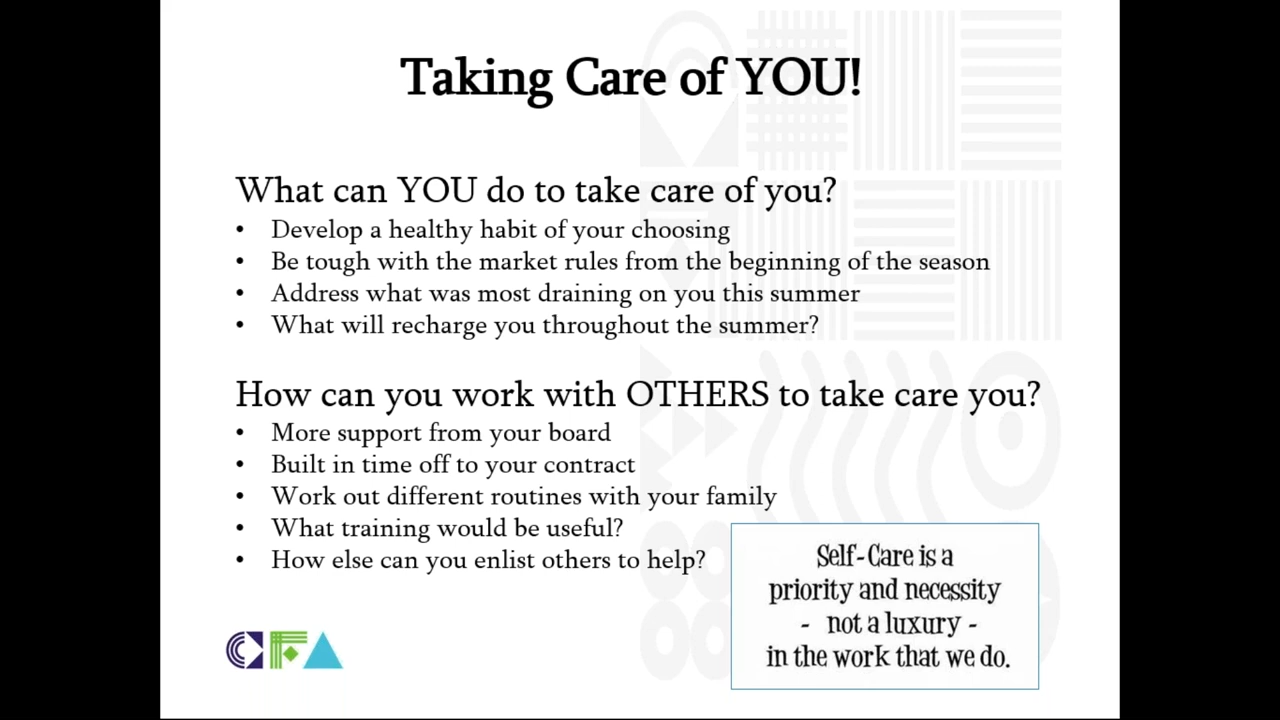 Taking Care of YOU!
What can YOU do to take care of you?
• Develop a healthy habit of your choosing
• Be tough with the market rules from the beginning of the season
• Address what was most draining on you this summer
• What will recharge you throughout the summer?
How can you work with OTHERS to take care you?
• More support from your board
• Built in time off to your contract
• Work out different routines with your family
• What training would be useful?
• How else can you enlist others to help?
Self-Care is a
priority and necessity
- not a luxury -
in the work that we do.
CFA